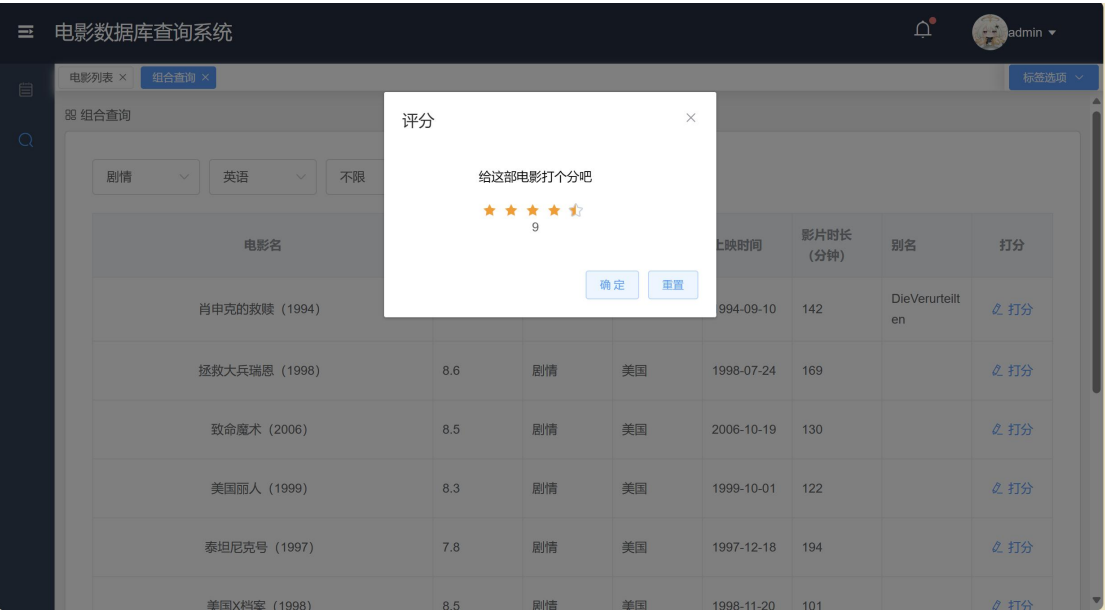 电影数据库查询系统
admin
电影列表 ×
组合查询 ×
标签选项
组合查询
评分
给这部电影打个分吧
9
确 定
重置
剧情
英语
不限
电影名
上映时间
影片时长
(分钟)
别名
打分
肖申克的救赎 (1994)
994-09-10
142
DieVerurteilt
en
打分
拯救大兵瑞恩 (1998)
8.6
剧情
美国
1998-07-24
169
打分
致命魔术 (2006)
8.5
剧情
美国
2006-10-19
130
打分
美国丽人 (1999)
8.3
剧情
美国
1999-10-01
122
打分
泰坦尼克号 (1997)
7.8
剧情
美国
1997-12-18
194
打分
美国X档案 (1998)
8.5
剧情
美国
1998-11-20
101
打分